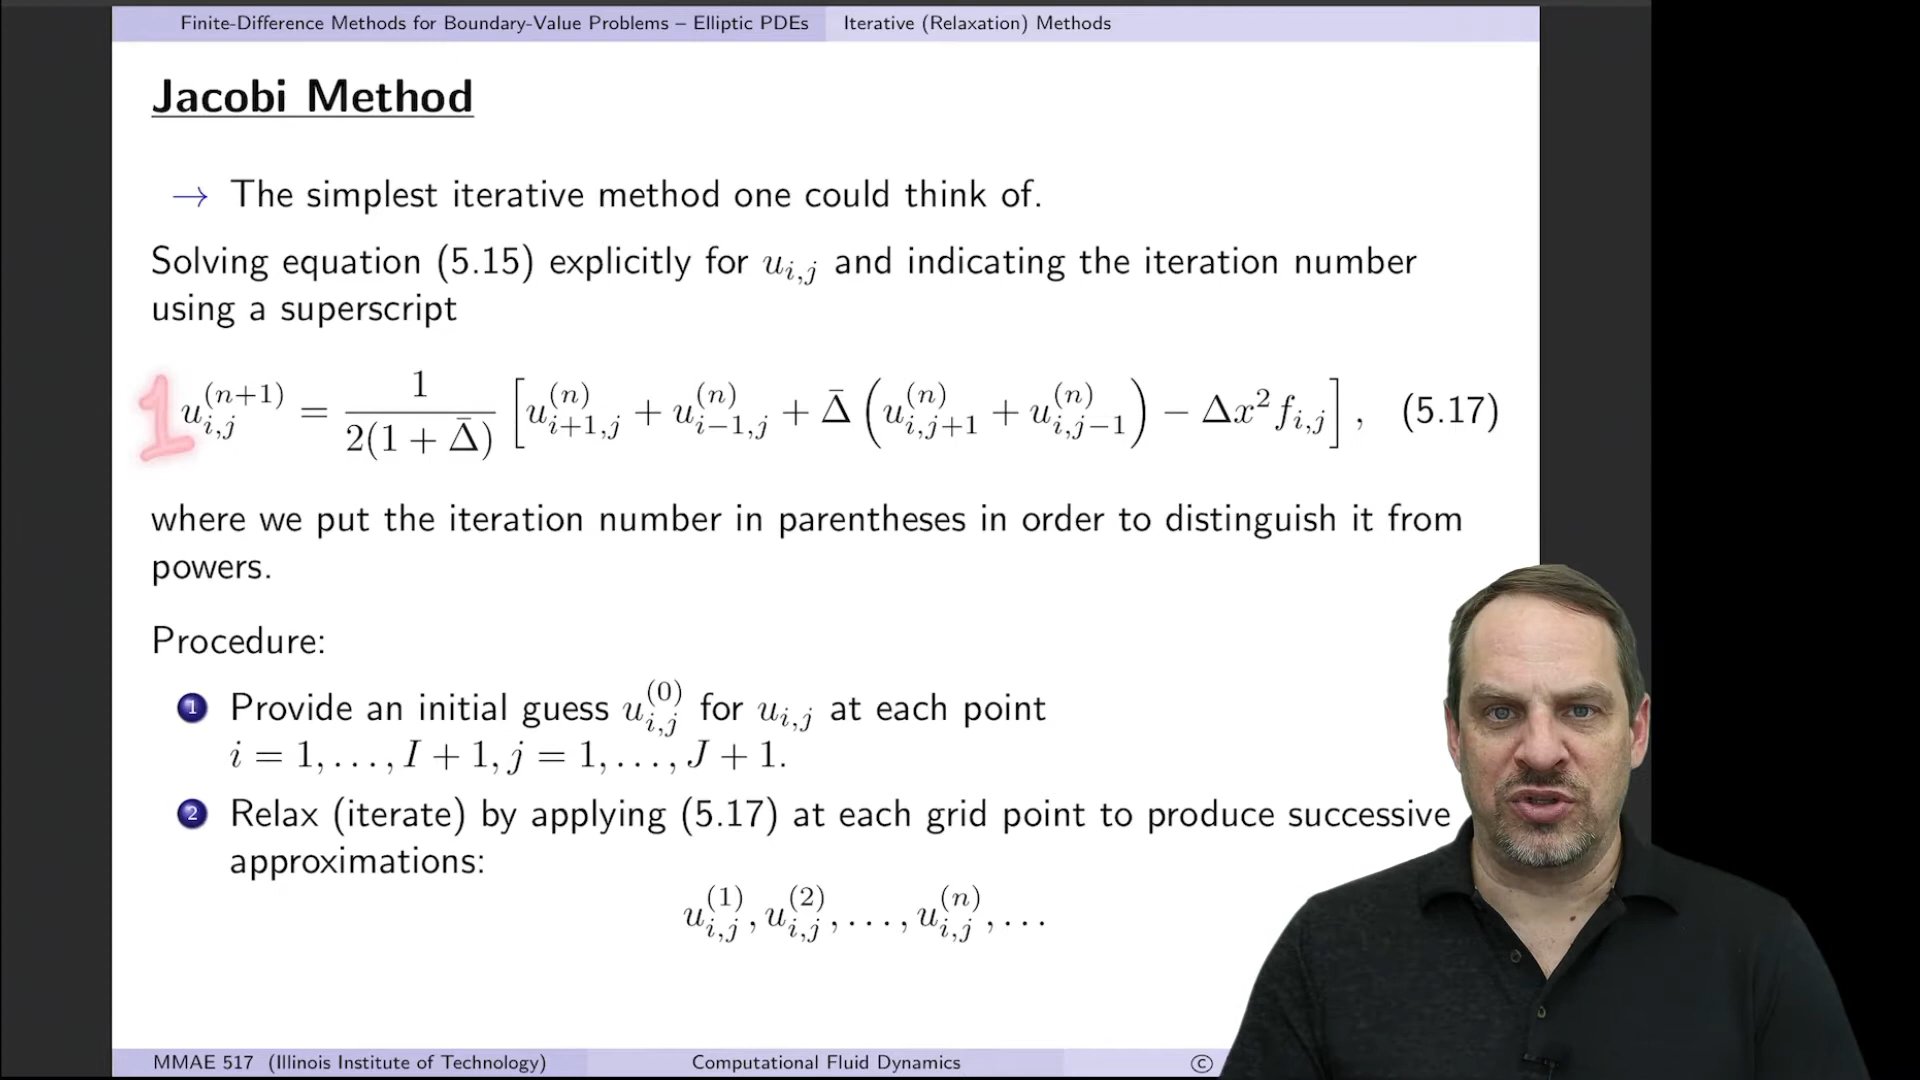 Finite-Difference Methods for Boundary-Value Problems – Elliptic PDEs Iterative (Relaxation) Methods
Jacobi Method
→ The simplest iterative method one could think of.
Solving equation (5.15) explicitly for u_{i,j} and indicating the iteration number
using a superscript
1 u_{i,j}^{(n+1)} = \frac{1}{2(1 + \bar{Δ})} [ u_{i+1,j}^{(n)} + u_{i−1,j}^{(n)} + \bar{Δ} ( u_{i,j+1}^{(n)} + u_{i,j−1}^{(n)} ) − Δx^2 f_{i,j} ] , (5.17)
where we put the iteration number in parentheses in order to distinguish it from
powers.
Procedure:
1 Provide an initial guess u_{i,j}^{(0)} for u_{i,j} at each point
i = 1, . . . , I + 1, j = 1, . . . , J + 1.
2 Relax (iterate) by applying (5.17) at each grid point to produce successive
approximations:
u_{i,j}^{(1)}, u_{i,j}^{(2)}, . . . , u_{i,j}^{(n)}, . . .
MMAE 517 (Illinois Institute of Technology) Computational Fluid Dynamics ©